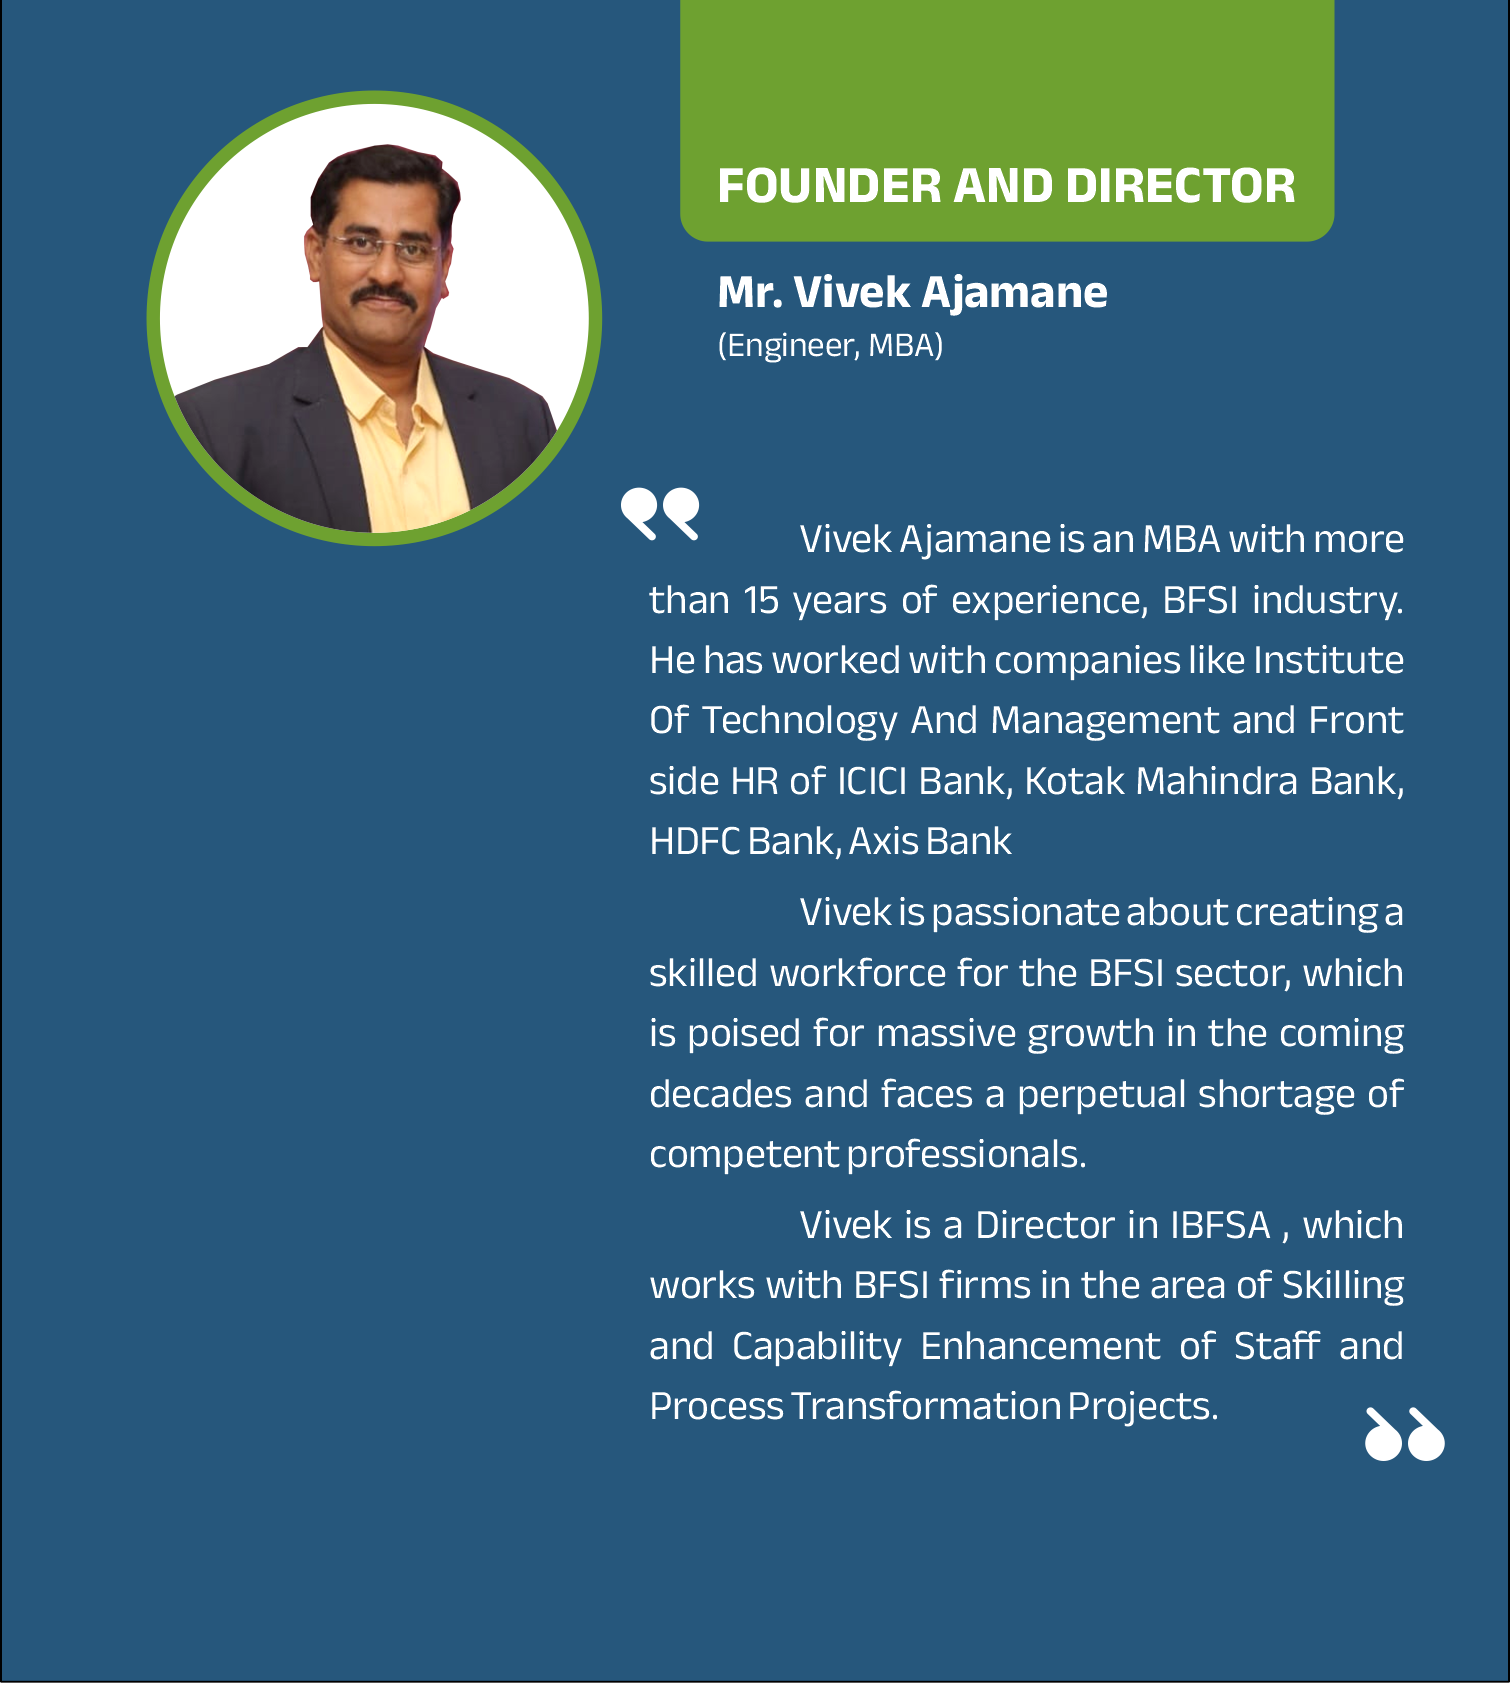 FOUNDER AND DIRECTOR
Mr. Vivek Ajamane
(Engineer, MBA)
Vivek Ajamane is an MBA with more
than 15 years of experience, BFSI industry.
He has worked with companies like Institute
Of Technology And Management and Front
side HR of ICICI Bank, Kotak Mahindra Bank,
HDFC Bank, Axis Bank
Vivek is passionate about creating a
skilled workforce for the BFSI sector, which
is poised for massive growth in the coming
decades and faces a perpetual shortage of
competent professionals.
Vivek is a Director in IBFSA , which
works with BFSI firms in the area of Skilling
and Capability Enhancement of Staff and
Process Transformation Projects.